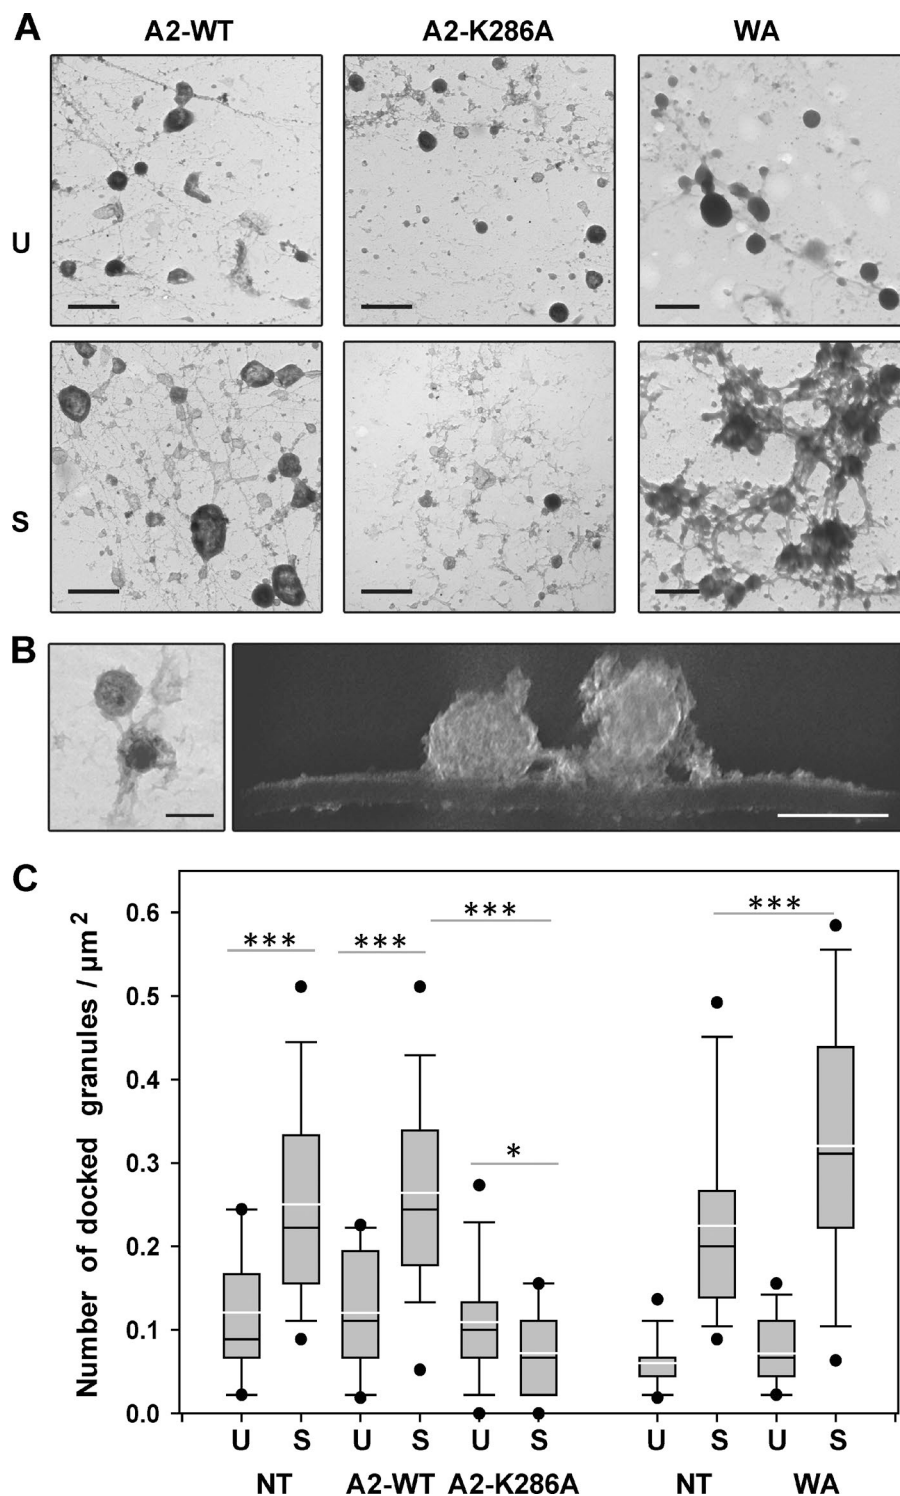 A
A2-WT A2-K286A WA
U
S
B
C
Number of docked granules / µm²
0.6
0.5
0.4
0.3
0.2
0.1
0.0
*** *** *** * ***
U S U S U S U S U S
NT A2-WT A2-K286A NT WA